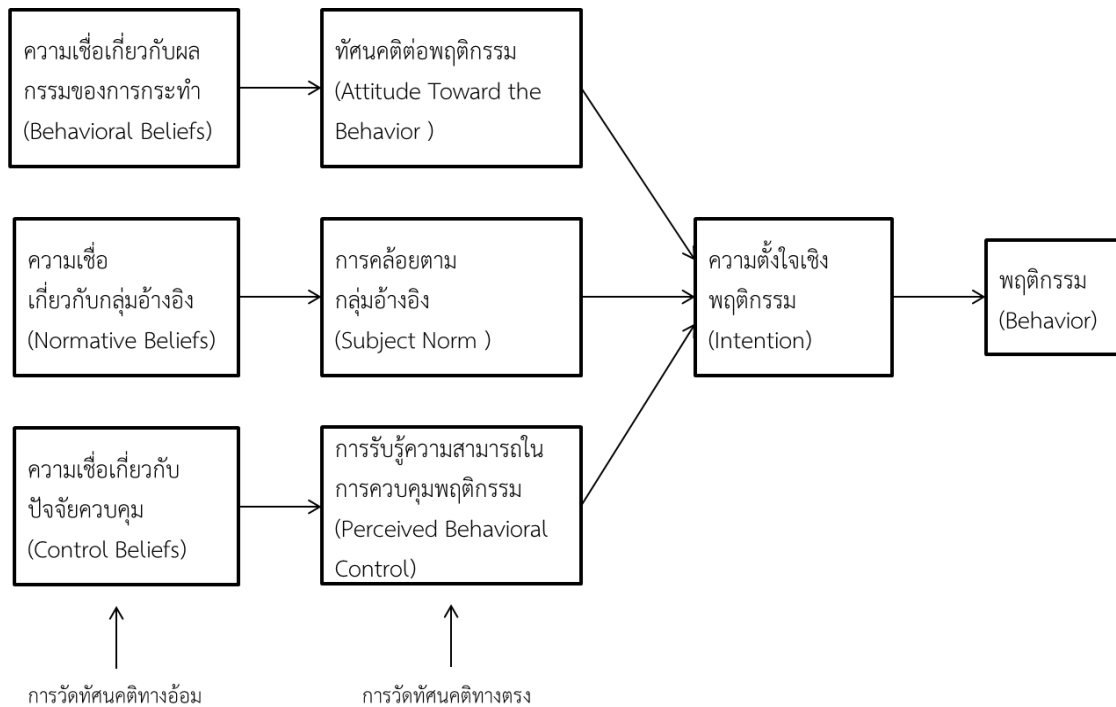 ความเชื่อเกี่ยวกับผล
กรรมของการกระทำ
(Behavioral Beliefs)
ทัศนคติต่อพฤติกรรม
(Attitude Toward the
Behavior )
ความเชื่อ
เกี่ยวกับกลุ่มอ้างอิง
(Normative Beliefs)
การคล้อยตาม
กลุ่มอ้างอิง
(Subject Norm )
ความตั้งใจเชิง
พฤติกรรม
(Intention)
พฤติกรรม
(Behavior)
ความเชื่อเกี่ยวกับ
ปัจจัยควบคุม
(Control Beliefs)
การรับรู้ความสามารถใน
การควบคุมพฤติกรรม
(Perceived Behavioral
Control)
การวัดทัศนคติทางอ้อม
การวัดทัศนคติทางตรง